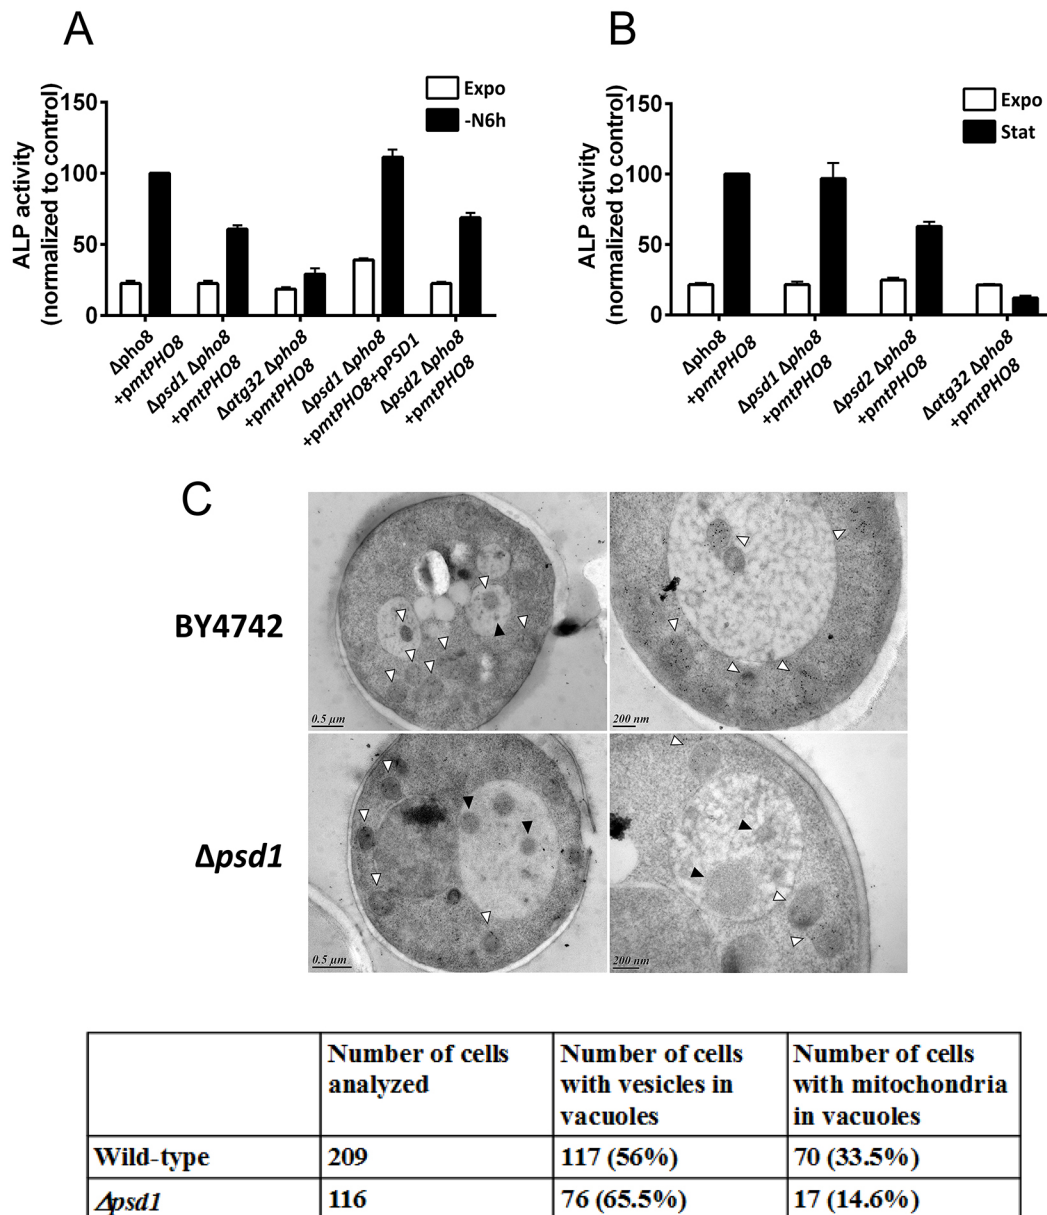 A
B
Expo
-N6h
ALP activity
(normalized to control)
150
100
50
0
Δpho8
+pmtPHO8
Δpsd1 Δpho8
+pmtPHO8
Δatg32 Δpho8
+pmtPHO8
Δpsd1 Δpho8
+pmtPHO8+pPSD1
Δpsd2 Δpho8
+pmtPHO8
Expo
Stat
ALP activity
(normalized to control)
150
100
50
0
Δpho8
+pmtPHO8
Δpsd1 Δpho8
+pmtPHO8
Δpsd2 Δpho8
+pmtPHO8
Δatg32 Δpho8
+pmtPHO8
C
BY4742
0.5 µm
200 nm
Δpsd1
0.5 µm
200 nm
Number of cells
analyzed
Number of cells
with vesicles in
vacuoles
Number of cells
with mitochondria
in vacuoles
Wild-type
209
117 (56%)
70 (33.5%)
Δpsd1
116
76 (65.5%)
17 (14.6%)